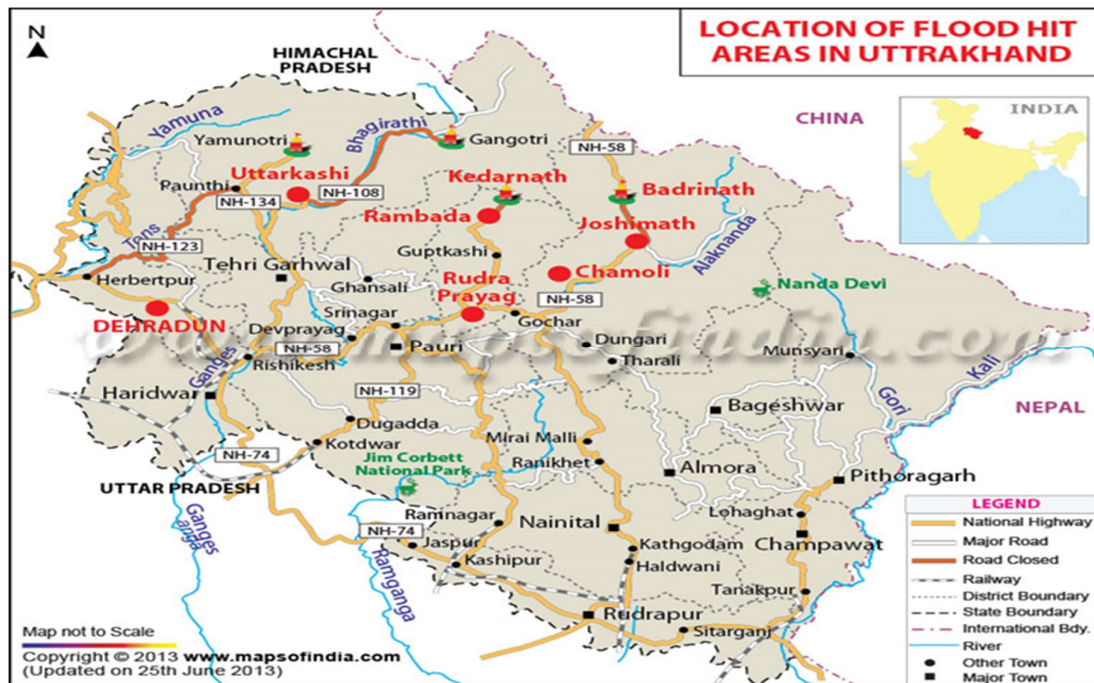 LOCATION OF FLOOD HIT
AREAS IN UTTRAKHAND
N
HIMACHAL
PRADESH
INDIA
CHINA
Yamuna
Yamunotri
Bhagirathi
Gangotri
NH-58
Paunthi
Uttarkashi
NH-108
NH-134
Kedarnath
Badrinath
Rambada
Joshimath
Tons
NH-123
Guptkashi
Alaknanda
Herbertpur
Tehri Garhwal
Ghansali
Rudra
Prayag
Chamoli
Nanda Devi
NH-58
DEHRADUN
Srinagar
Gochar
Devprayag
www.mapsofindia.com
NH-58
Pauri
Dungari
Tharali
Munsyari
Kali
Ganges
Rishikesh
Haridwar
NH-119
Bageshwar
Gori
NEPAL
Dugadda
Kotdwar
Mirai Malli
NH-74
Jim Corbett
National Park
Ranikhet
Almora
Pithoragarh
UTTAR PRADESH
Ganges
anga
Ramnagar
Nainital
Lohaghat
Champawat
NH-74
Jaspur
Kashipur
Ramganga
Kathgodam
Haldwani
Tanakpur
Rudrapur
Sitarganj
LEGEND
National Highway
Major Road
Road Closed
Railway
District Boundary
State Boundary
International Bdy.
River
Other Town
Major Town
Map not to Scale
Copyright © 2013 www.mapsofindia.com
(Updated on 25th June 2013)